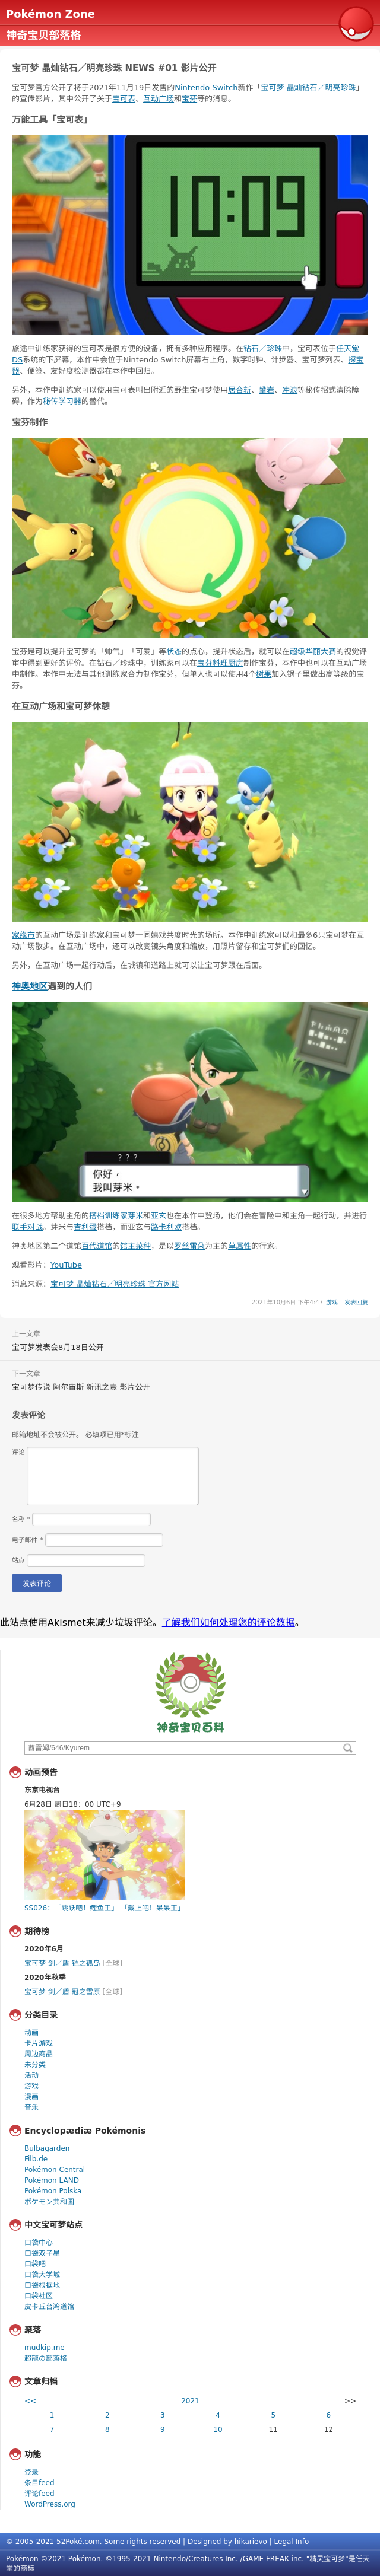 Pokémon Zone
神奇宝贝部落格
宝可梦 晶灿钻石／明亮珍珠 NEWS #01 影片公开
宝可梦官方公开了将于2021年11月19日发售的Nintendo Switch新作「宝可梦 晶灿钻石／明亮珍珠」
的宣传影片，其中公开了关于宝可表、互动广场和宝芬等的消息。
万能工具「宝可表」
10:09
旅途中训练家获得的宝可表是很方便的设备，拥有多种应用程序。在钻石／珍珠中，宝可表位于任天堂
DS系统的下屏幕，本作中会位于Nintendo Switch屏幕右上角，数字时钟、计步器、宝可梦列表、探宝
器、便签、友好度检测器都在本作中回归。
另外，本作中训练家可以使用宝可表叫出附近的野生宝可梦使用居合斩、攀岩、冲浪等秘传招式清除障
碍，作为秘传学习器的替代。
宝芬制作
宝芬是可以提升宝可梦的「帅气」「可爱」等状态的点心，提升状态后，就可以在超级华丽大赛的视觉评
审中得到更好的评价。在钻石／珍珠中，训练家可以在宝芬料理厨房制作宝芬，本作中也可以在互动广场
中制作。本作中无法与其他训练家合力制作宝芬，但单人也可以使用4个树果加入锅子里做出高等级的宝
芬。
在互动广场和宝可梦休憩
家缘市的互动广场是训练家和宝可梦一同嬉戏共度时光的场所。本作中训练家可以和最多6只宝可梦在互
动广场散步。在互动广场中，还可以改变镜头角度和缩放，用照片留存和宝可梦们的回忆。
另外，在互动广场一起行动后，在城镇和道路上就可以让宝可梦跟在后面。
神奥地区遇到的人们
？？？
你好，
我叫芽米。
在很多地方帮助主角的搭档训练家芽米和亚玄也在本作中登场，他们会在冒险中和主角一起行动，并进行
联手对战。芽米与吉利蛋搭档，而亚玄与路卡利欧搭档。
神奥地区第二个道馆百代道馆的馆主菜种，是以罗丝雷朵为主的草属性的行家。
观看影片：YouTube
消息来源：宝可梦 晶灿钻石／明亮珍珠 官方网站
2021年10月6日 下午4:47 游戏 | 发表回复
上一文章
宝可梦发表会8月18日公开
下一文章
宝可梦传说 阿尔宙斯 新讯之壹 影片公开
发表评论
邮箱地址不会被公开。 必填项已用*标注
评论
名称 *
电子邮件 *
站点
发表评论
此站点使用Akismet来减少垃圾评论。了解我们如何处理您的评论数据。
神奇宝贝百科
酋雷姆/646/Kyurem
动画预告
东京电视台
6月28日 周日18：00 UTC+9
SS026：「跳跃吧！鲤鱼王」 「戴上吧！呆呆王」
期待榜
2020年6月
宝可梦 剑／盾 铠之孤岛 [全球]
2020年秋季
宝可梦 剑／盾 冠之雪原 [全球]
分类目录
动画
卡片游戏
周边商品
未分类
活动
游戏
漫画
音乐
Encyclopædiæ Pokémonis
Bulbagarden
Filb.de
Pokémon Central
Pokémon LAND
Pokémon Polska
ポケモン共和国
中文宝可梦站点
口袋中心
口袋双子星
口袋吧
口袋大学城
口袋根据地
口袋社区
皮卡丘台湾道馆
聚落
mudkip.me
超龍の部落格
文章归档
<< 2021 >>
1 2 3 4 5 6
7 8 9 10 11 12
功能
登录
条目feed
评论feed
WordPress.org
© 2005-2021 52Poké.com. Some rights reserved | Designed by hikarievo | Legal Info
Pokémon ©2021 Pokémon. ©1995-2021 Nintendo/Creatures Inc. /GAME FREAK inc. "精灵宝可梦"是任天
堂的商标